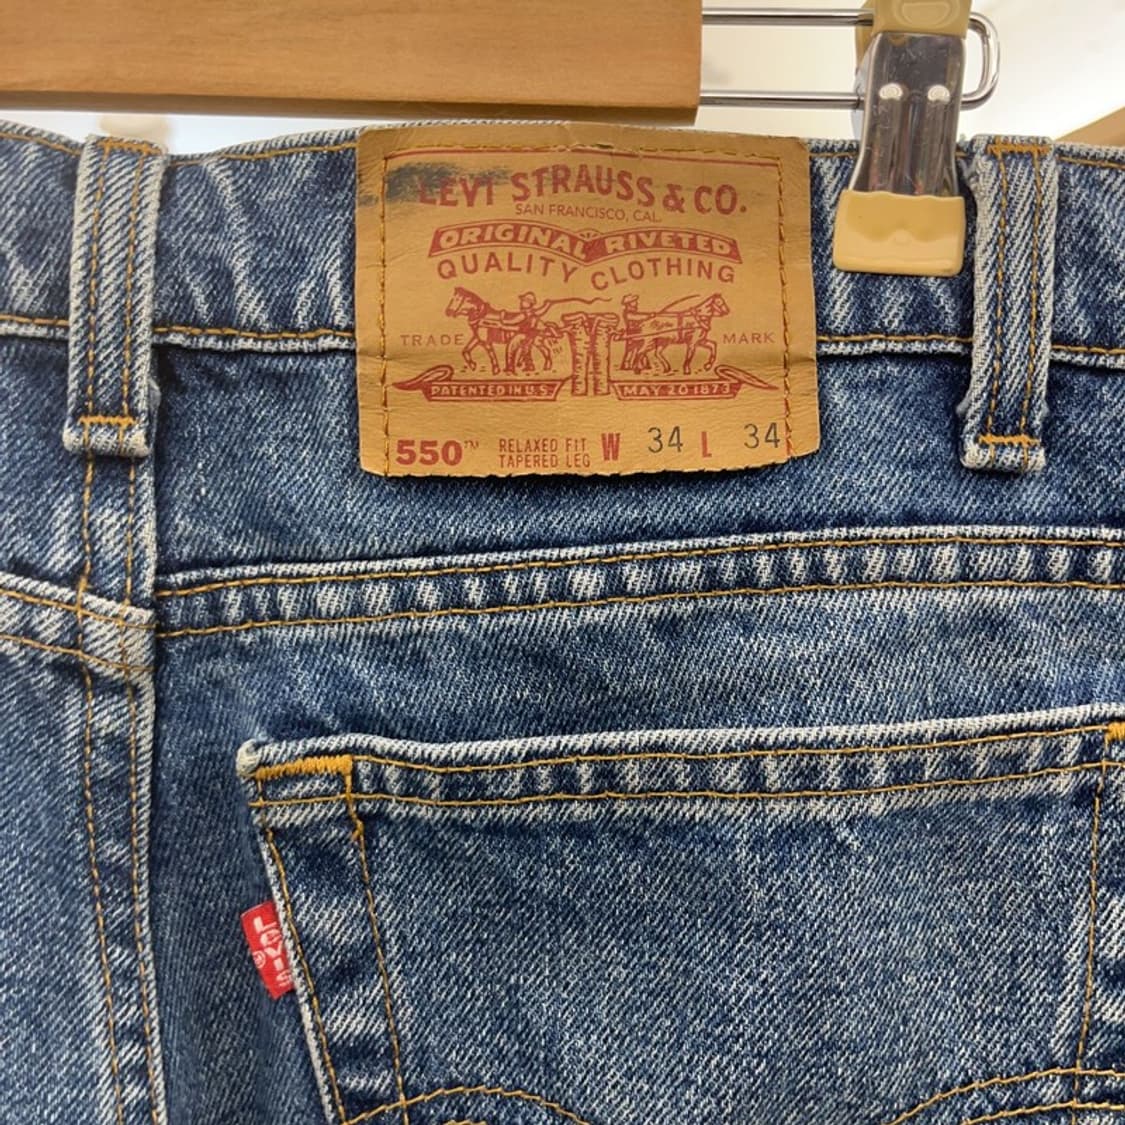 LEVI STRAUSS & CO.
SAN FRANCISCO, CAL.
ORIGINAL RIVETED
QUALITY CLOTHING
TRADE MARK
PATENTED IN U.S. MAY 20 1873
550™ RELAXED FIT W 34 L 34
TAPERED LEG
LEVI'S